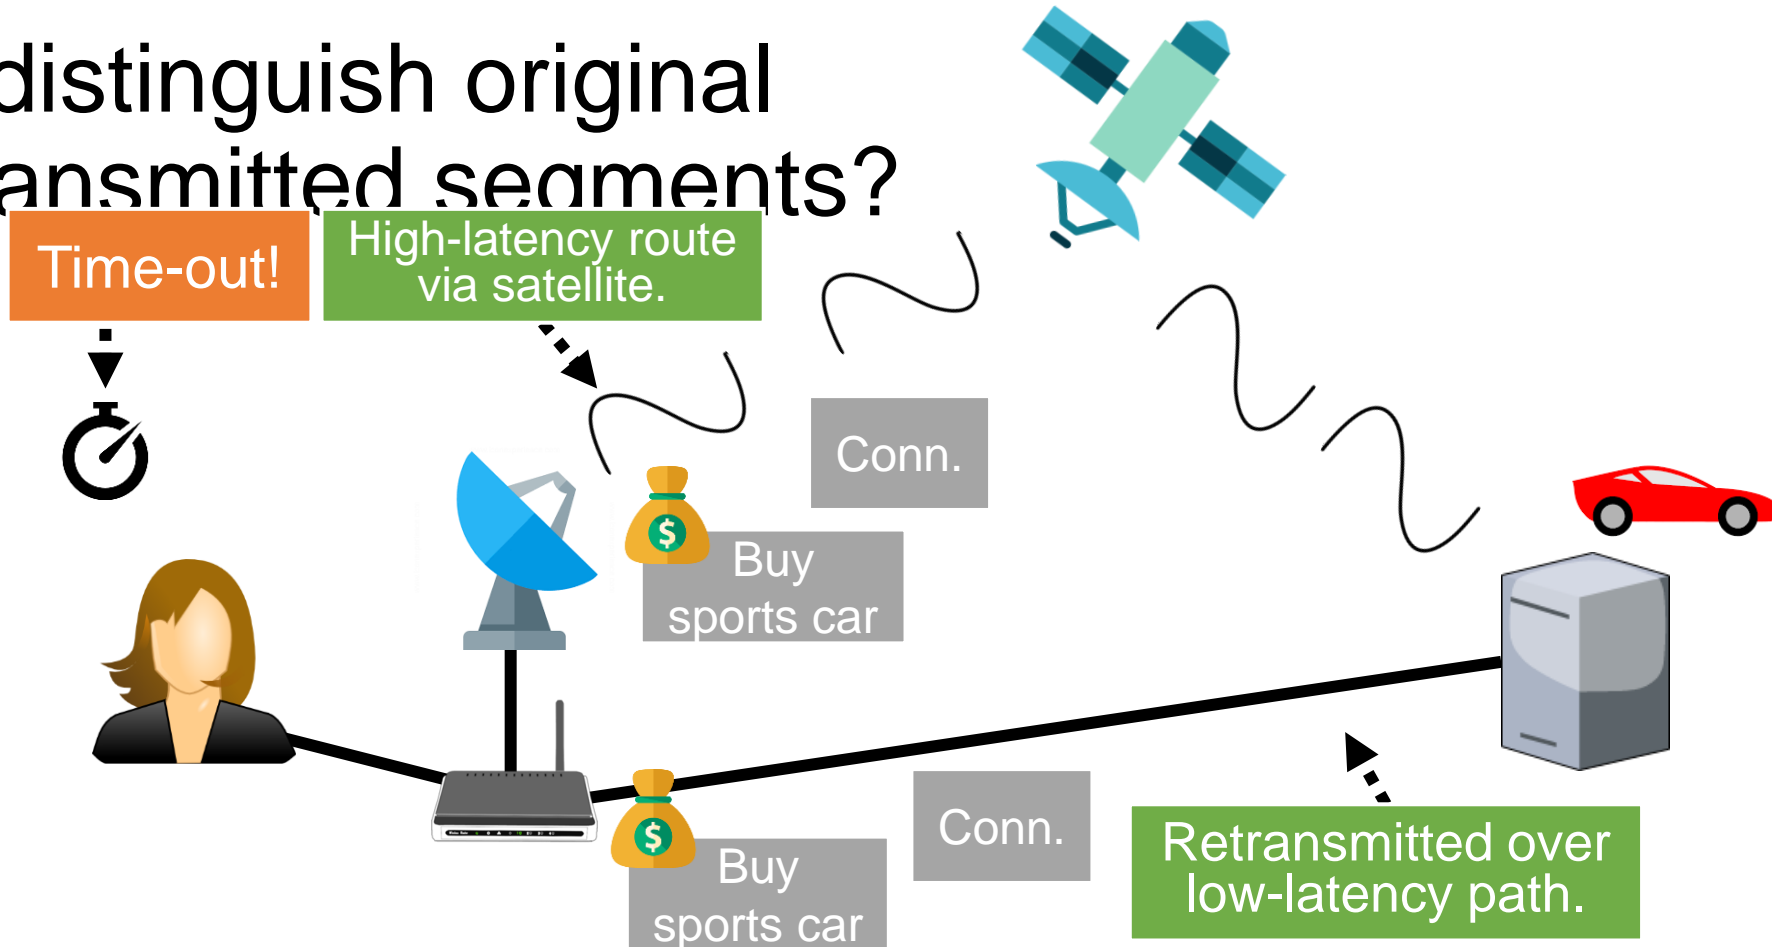 distinguish original
ansmitted segments?
Time-out!
High-latency route
via satellite.
Conn.
$
Buy
sports car
Conn.
$
Buy
sports car
Retransmitted over
low-latency path.